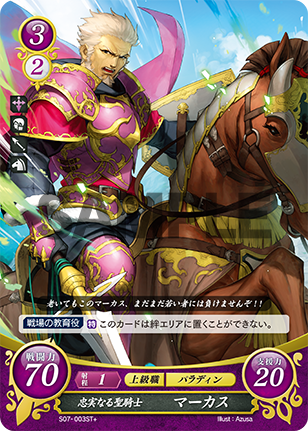 3
2
SAMPLE
老いてもこのマーカス、まだまだ若い者には負けませんぞ!!
戦場の教育役 特 このカードは絆エリアに置くことができない。
戦闘力 70
射程 1 上級職 パラディン
支援力 20
忠実なる聖騎士 マーカス
S07-003ST+ Illust:Azusa